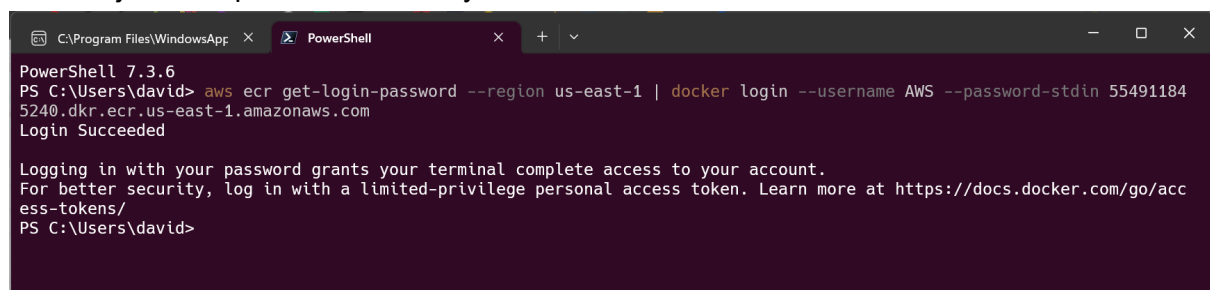 C:\Program Files\WindowsApp
PowerShell
PowerShell 7.3.6
PS C:\Users\david> aws ecr get-login-password --region us-east-1 | docker login --username AWS --password-stdin 55491184
5240.dkr.ecr.us-east-1.amazonaws.com
Login Succeeded
Logging in with your password grants your terminal complete access to your account.
For better security, log in with a limited-privilege personal access token. Learn more at https://docs.docker.com/go/acc
ess-tokens/
PS C:\Users\david>